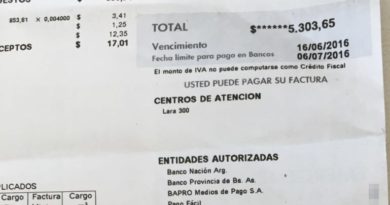 853,61 x 0,004000 $ 3,41
$ 1,25
$ 12,35
CEPTOS $ 17,01
TOTAL $******5.303,65
Vencimiento 16/06/2016
Fecha límite para pago en Bancos 06/07/2016
El monto de IVA no puede computarse como Crédito Fiscal
USTED PUEDE PAGAR SU FACTURA
CENTROS DE ATENCION
Lara 300
ENTIDADES AUTORIZADAS
Banco Nación Arg.
Banco Provincia de Bs. As.
BAPRO Medios de Pago S.A.
Pago Fácil
PLICADOS
Cargo Factura Cargo